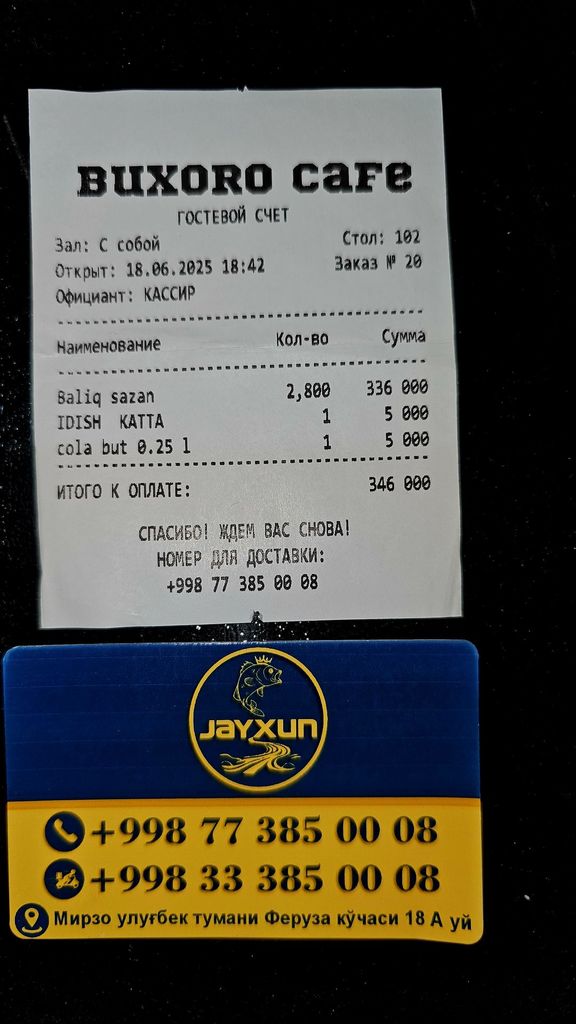 BUXORO CAFE
ГОСТЕВОЙ СЧЕТ
Зал: С собой Стол: 102
Открыт: 18.06.2025 18:42 Заказ № 20
Официант: КАССИР
Наименование Кол-во Сумма
Baliq sazan 2,800 336 000
IDISH КАТТА 1 5 000
cola but 0.25 l 1 5 000
ИТОГО К ОПЛАТЕ: 346 000
СПАСИБО! ЖДЕМ ВАС СНОВА!
НОМЕР ДЛЯ ДОСТАВКИ:
+998 77 385 00 08
JAYXUN
+998 77 385 00 08
+998 33 385 00 08
Мирзо улуғбек тумани Феруза кўчаси 18 А уй